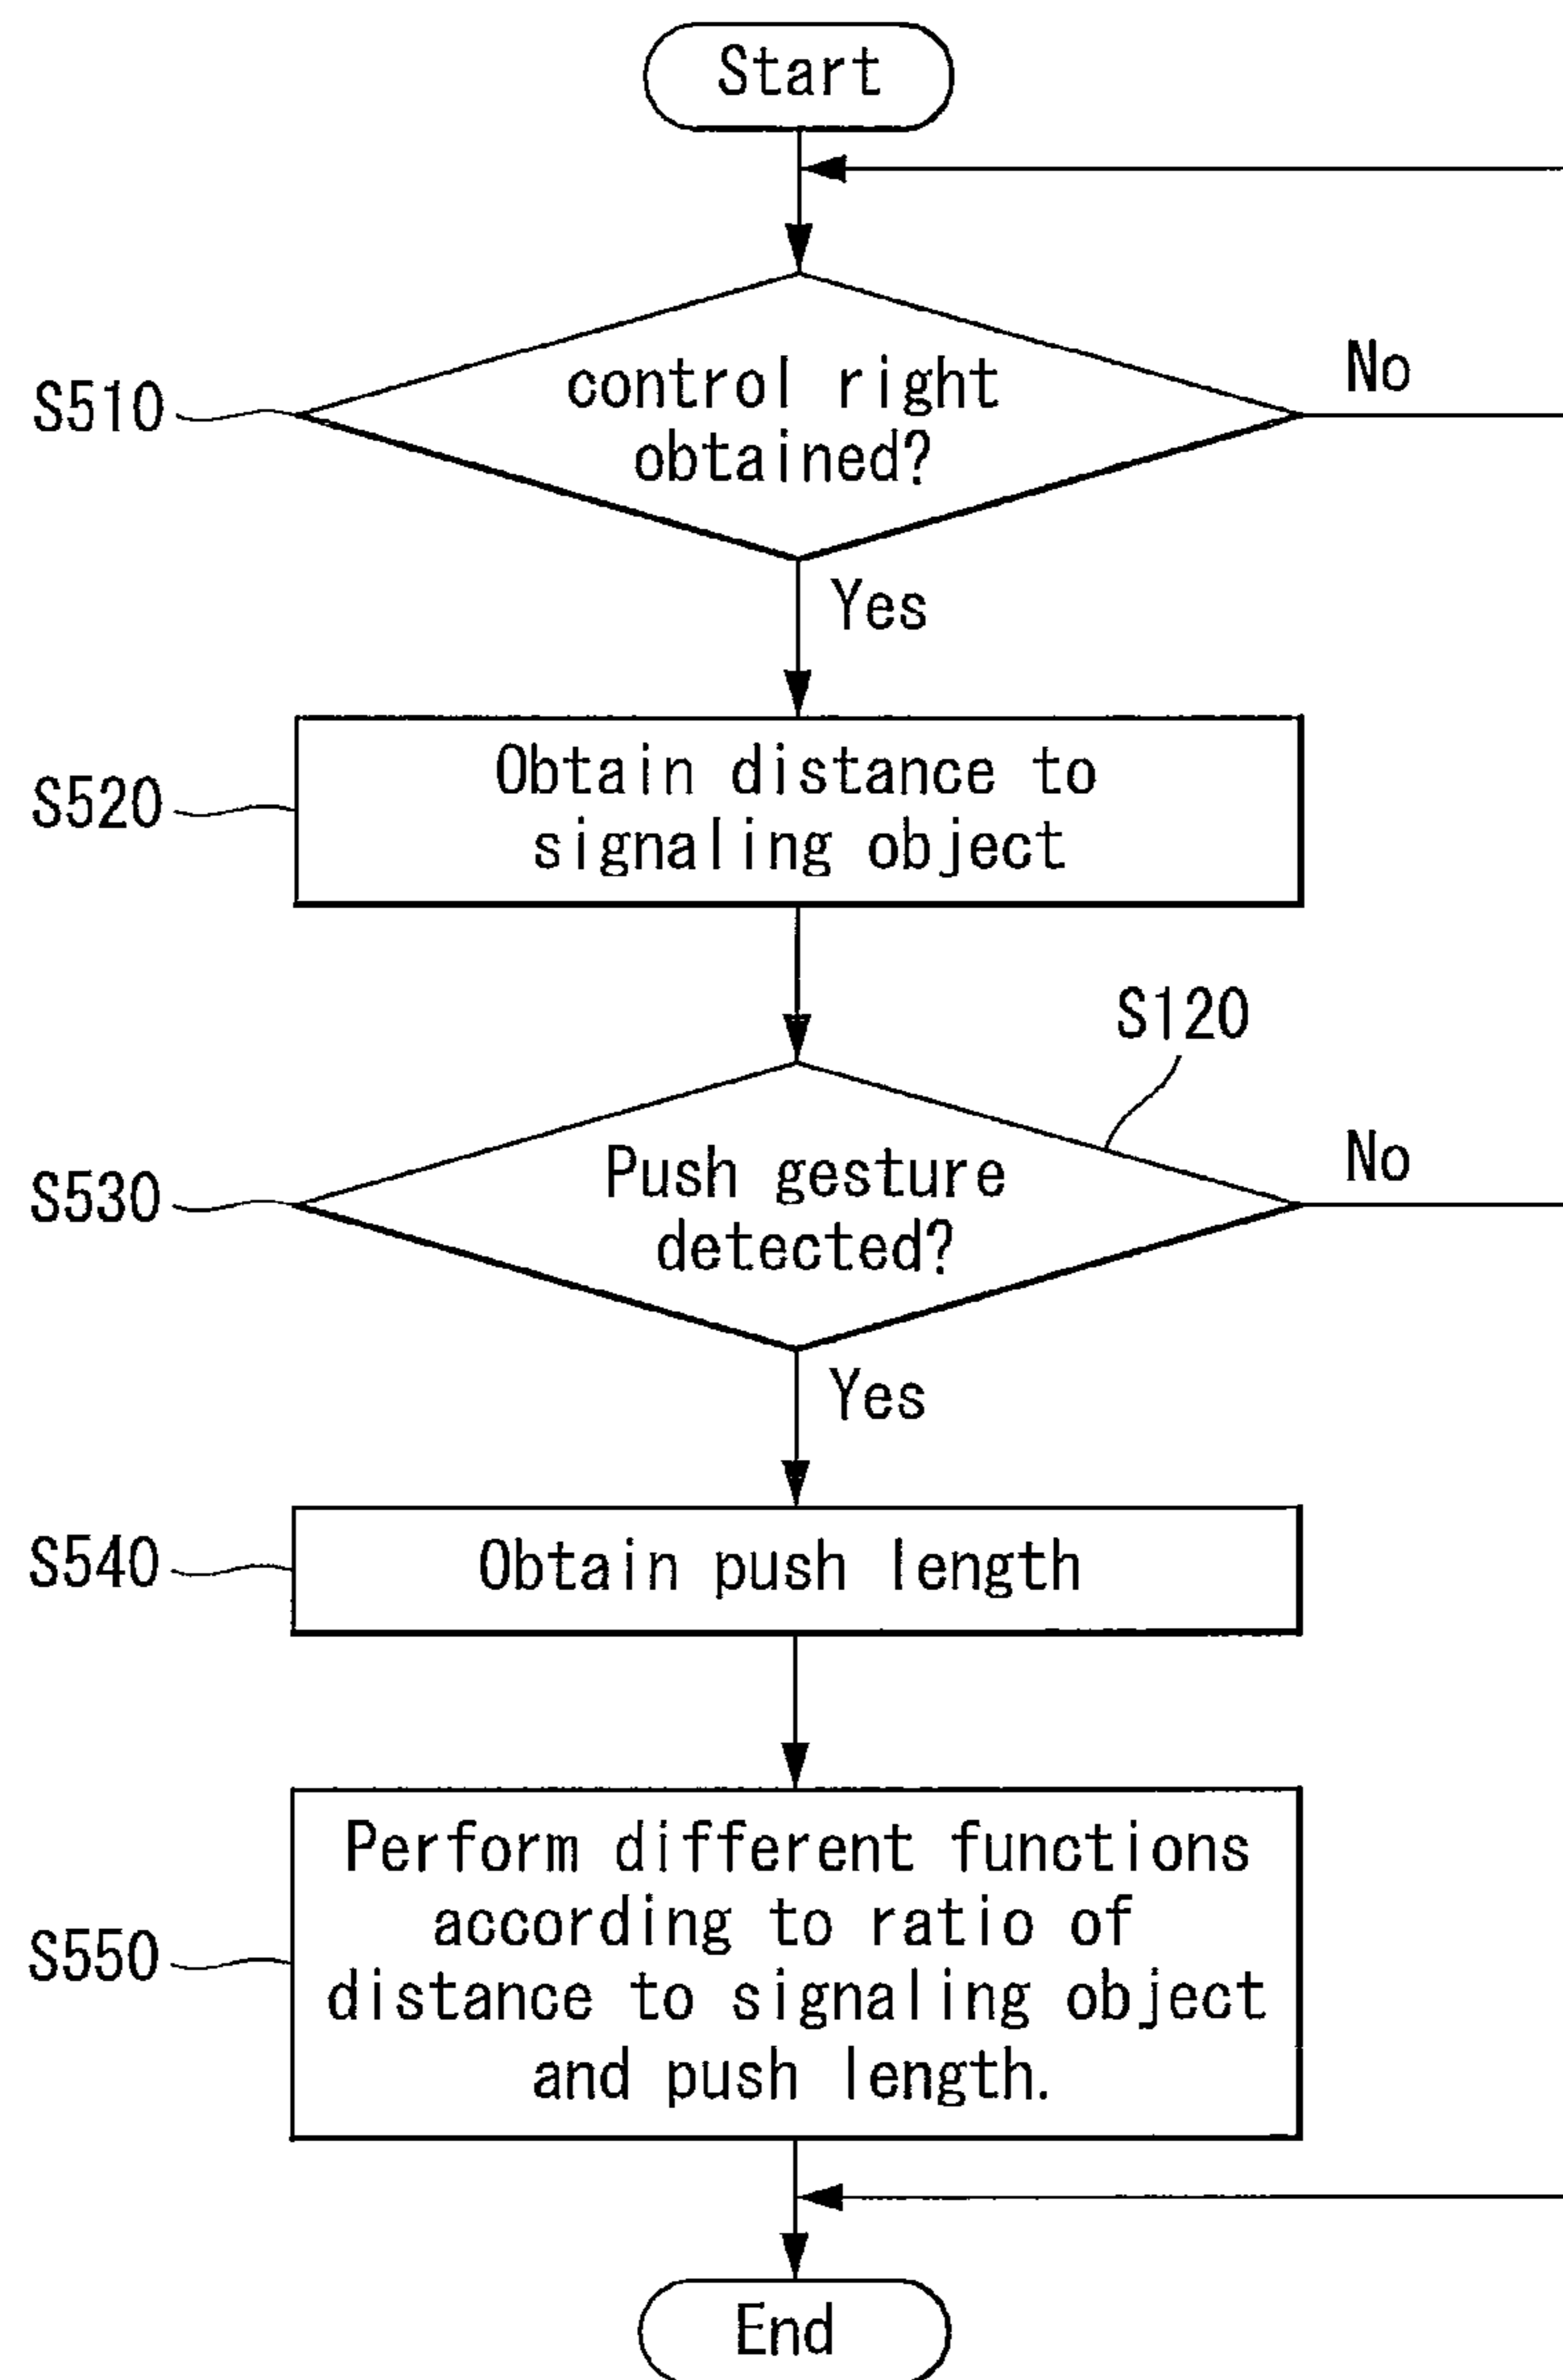 Start
S510
control right
obtained?
No
Yes
S520
Obtain distance to
signaling object
S120
S530
Push gesture
detected?
No
Yes
S540
Obtain push length
S550
Perform different functions
according to ratio of
distance to signaling object
and push length.
End